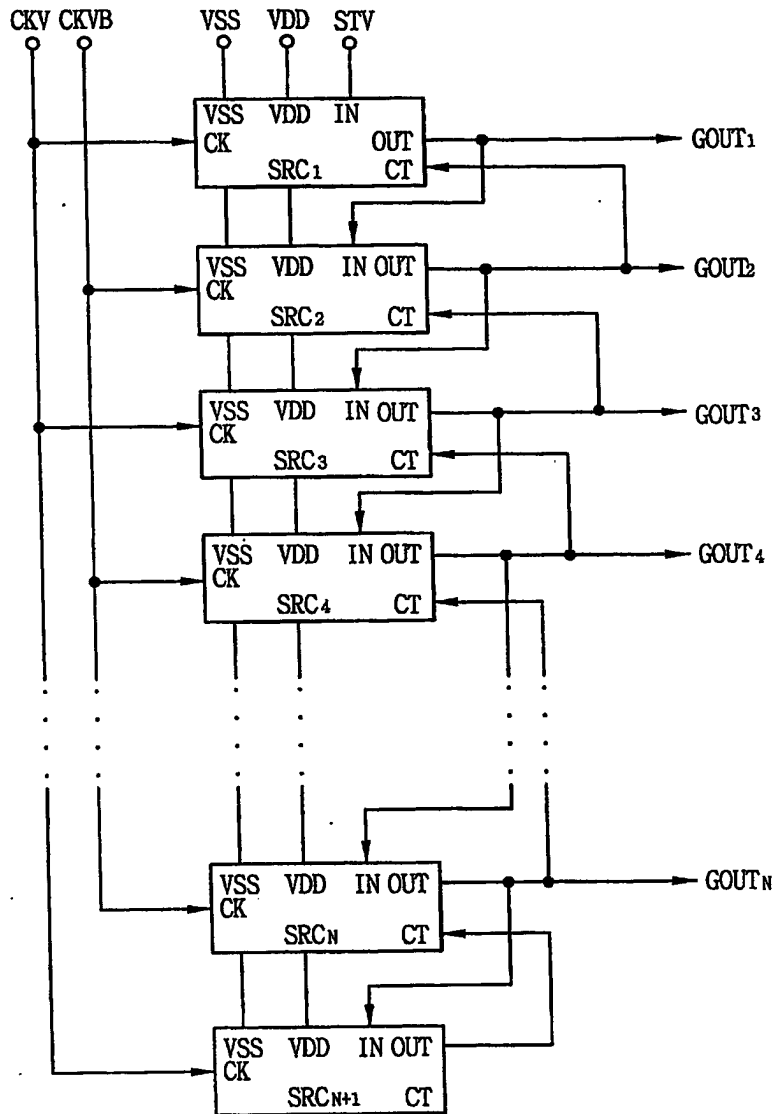 CKV CKVB VSS VDD STV
VSS VDD IN
CK OUT GOUT1
SRC1 CT
VSS VDD IN OUT GOUT2
CK
SRC2 CT
VSS VDD IN OUT GOUT3
CK
SRC3 CT
VSS VDD IN OUT GOUT4
CK
SRC4 CT
VSS VDD IN OUT GOUTN
CK
SRCN CT
VSS VDD IN OUT
CK
SRCN+1 CT